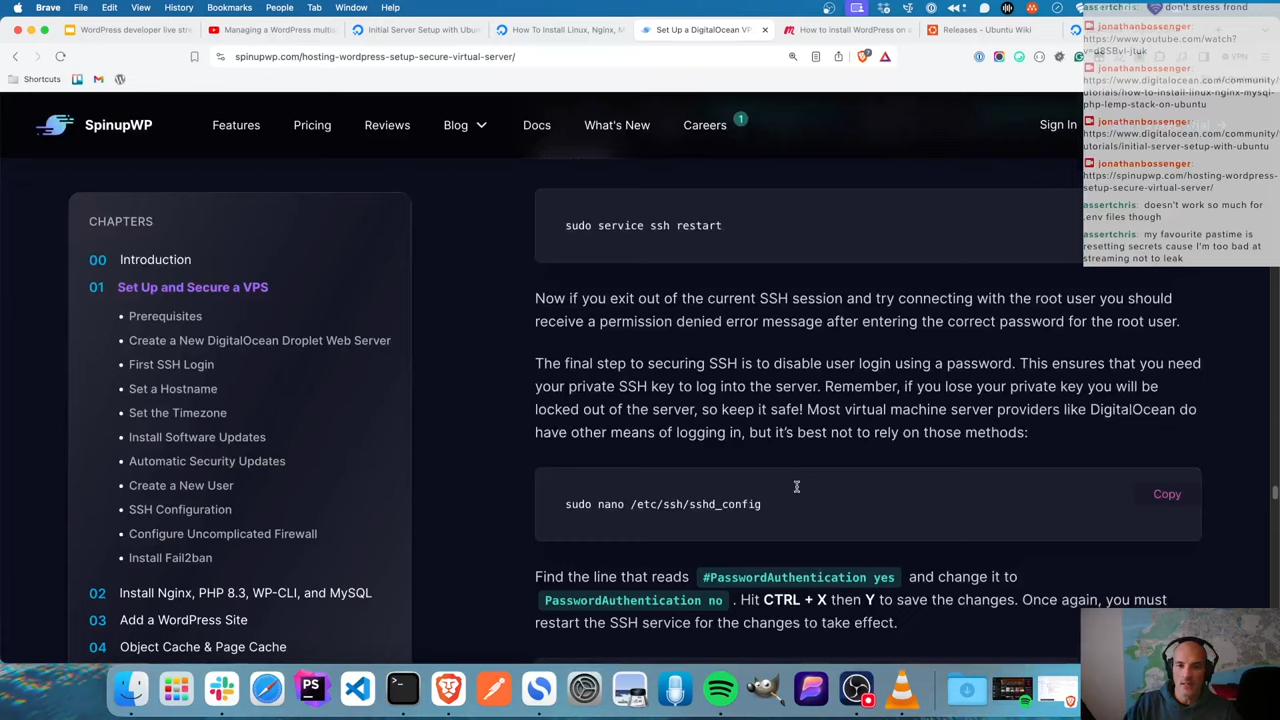 Brave File Edit View History Bookmarks People Tab Window Help
WordPress developer live stre
Managing a WordPress multis
Initial Server Setup with Ubun
How To Install Linux, Nginx, M
Set Up a DigitalOcean VP
How to install WordPress on a
Releases - Ubuntu Wiki
spinupwp.com/hosting-wordpress-setup-secure-virtual-server/
VPN
Shortcuts
assertchris: don't stress frond
jonathanbossenger:
https://www.youtube.com/watch?
jonathanbossenger:
https://www.digitalocean.com/community/
utorials/how-to-install-linux-nginx-mysql-
php-lemp-stack-on-ubuntu
jonathanbossenger:
https://www.digitalocean.com/community/
utorials/initial-server-setup-with-ubuntu
jonathanbossenger:
https://spinupwp.com/hosting-wordpress-
setup-secure-virtual-server/
assertchris: doesn't work so much for
.env files though
assertchris: my favourite pastime is
resetting secrets cause I'm too bad at
streaming not to leak
SpinupWP
Features
Pricing
Reviews
Blog
Docs
What's New
Careers
1
Sign In
CHAPTERS
00 Introduction
01 Set Up and Secure a VPS
• Prerequisites
• Create a New DigitalOcean Droplet Web Server
• First SSH Login
• Set a Hostname
• Set the Timezone
• Install Software Updates
• Automatic Security Updates
• Create a New User
• SSH Configuration
• Configure Uncomplicated Firewall
• Install Fail2ban
02 Install Nginx, PHP 8.3, WP-CLI, and MySQL
03 Add a WordPress Site
04 Object Cache & Page Cache
sudo service ssh restart
Now if you exit out of the current SSH session and try connecting with the root user you should
receive a permission denied error message after entering the correct password for the root user.
The final step to securing SSH is to disable user login using a password. This ensures that you need
your private SSH key to log into the server. Remember, if you lose your private key you will be
locked out of the server, so keep it safe! Most virtual machine server providers like DigitalOcean do
have other means of logging in, but it's best not to rely on those methods:
Copy
sudo nano /etc/ssh/sshd_config
Find the line that reads #PasswordAuthentication yes and change it to
PasswordAuthentication no . Hit CTRL + X then Y to save the changes. Once again, you must
restart the SSH service for the changes to take effect.
PS